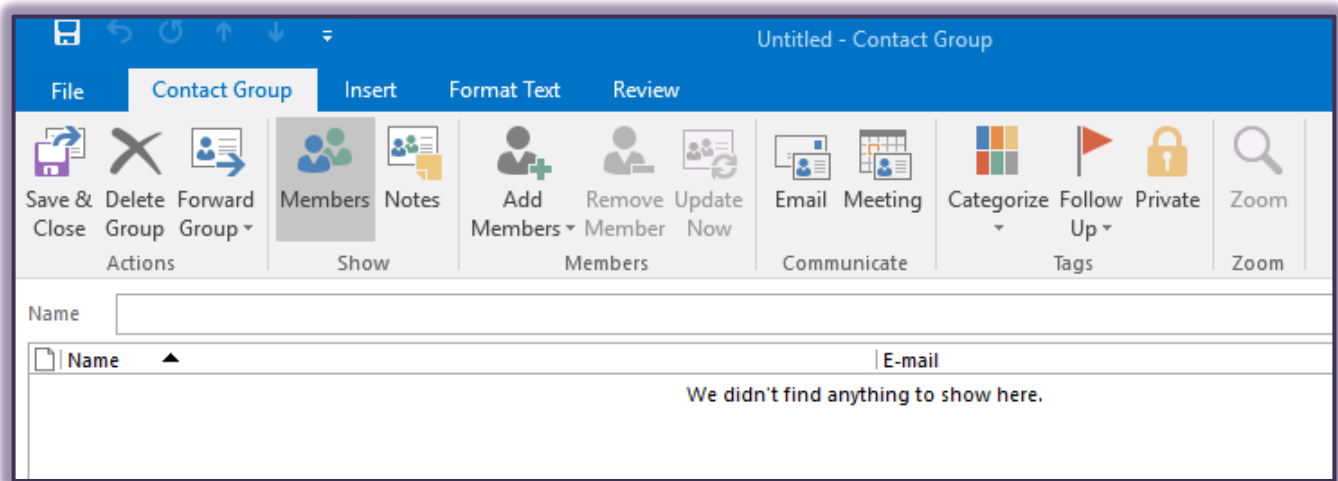 Untitled - Contact Group
File Contact Group Insert Format Text Review
Save & Delete Forward Members Notes Add Remove Update Email Meeting Categorize Follow Private Zoom
Close Group Group Members Member Now Up
Actions Show Members Communicate Tags Zoom
Name
Name E-mail
We didn't find anything to show here.